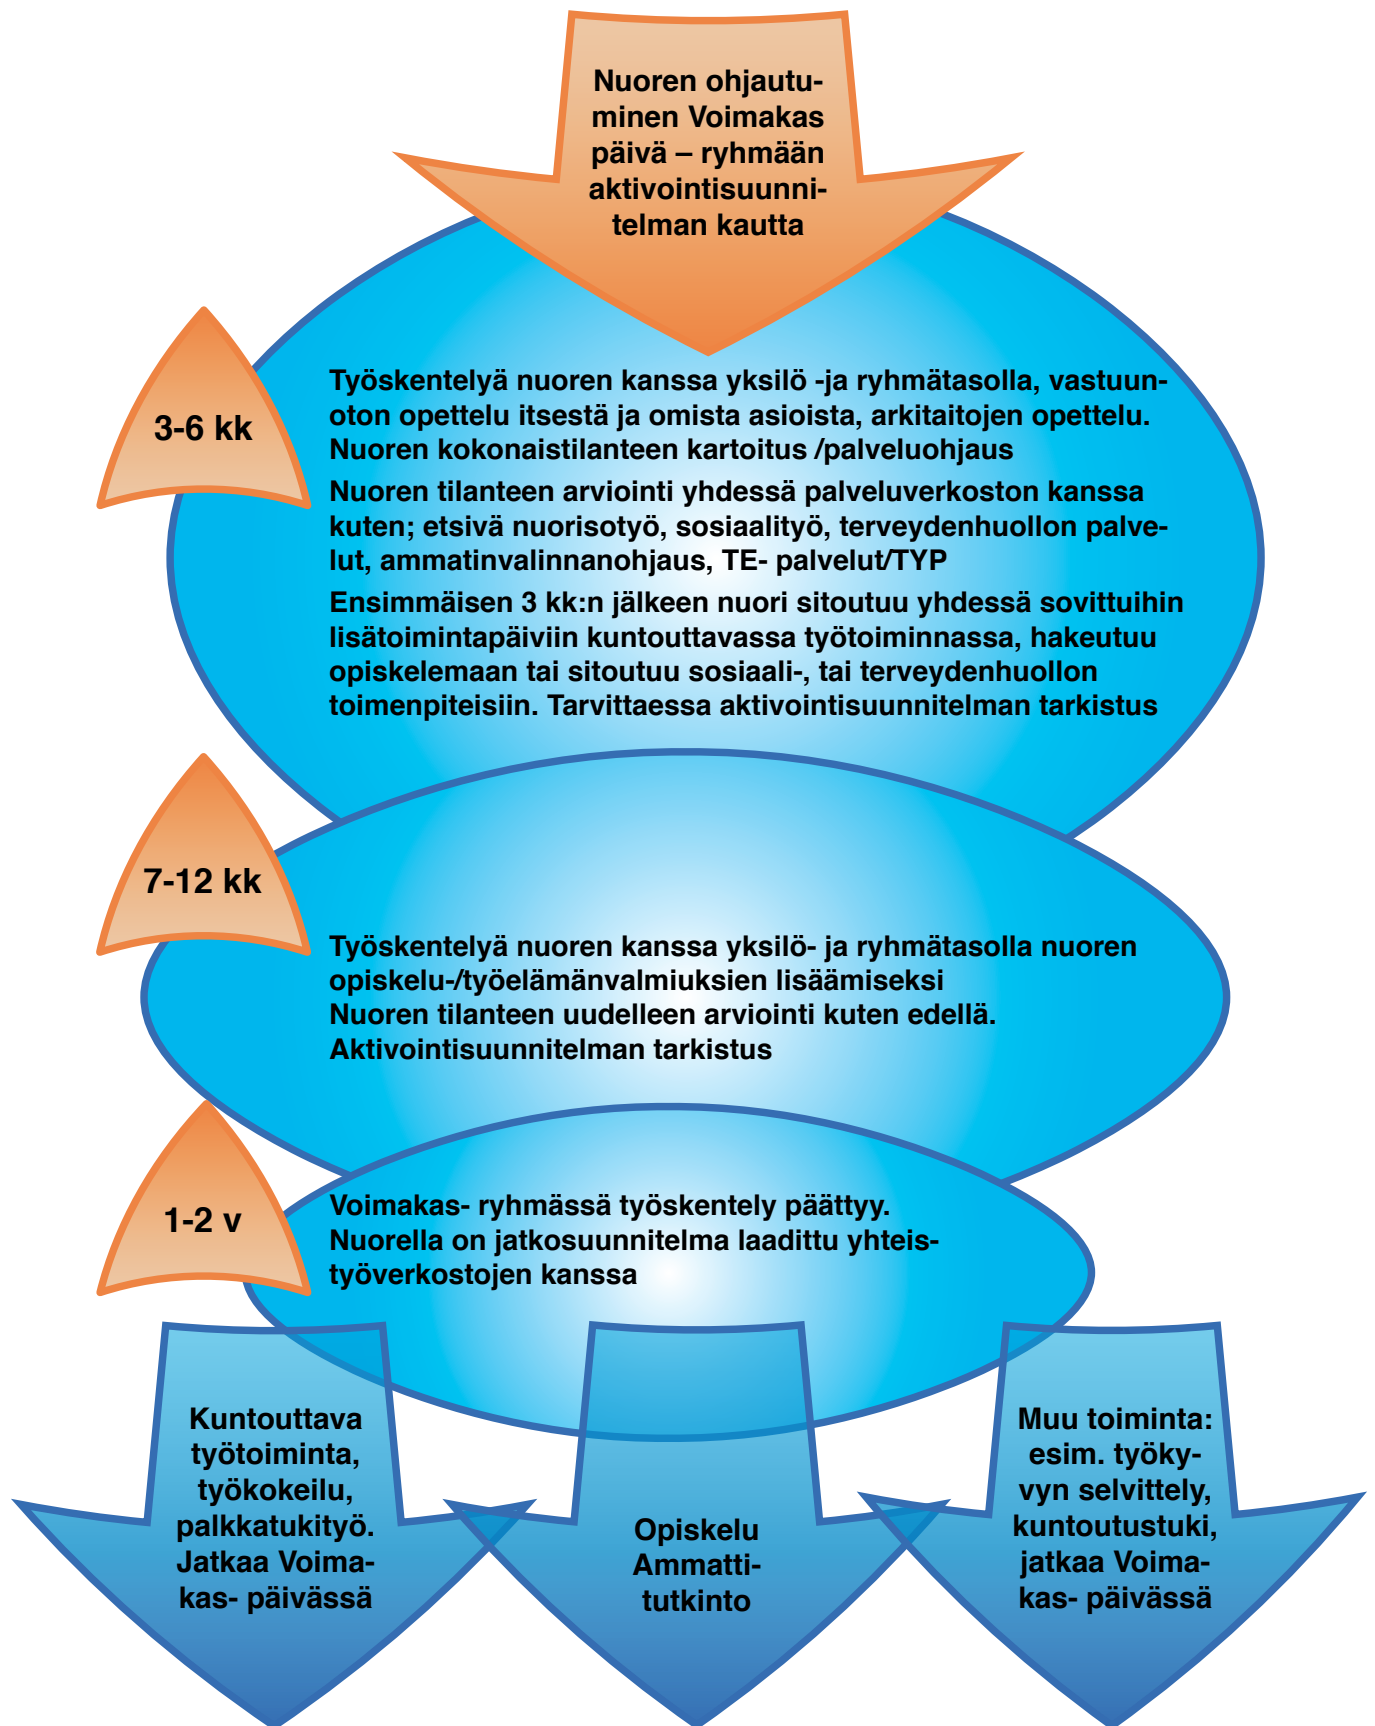 Nuoren ohjautu-
minen Voimakas
päivä – ryhmään
aktivointisuunni-
telman kautta
3-6 kk
Työskentelyä nuoren kanssa yksilö -ja ryhmätasolla, vastuun-
oton opettelu itsestä ja omista asioista, arkitaitojen opettelu.
Nuoren kokonaistilanteen kartoitus /palveluohjaus
Nuoren tilanteen arviointi yhdessä palveluverkoston kanssa
kuten; etsivä nuorisotyö, sosiaalityö, terveydenhuollon palve-
lut, ammatinvalinnanohjaus, TE- palvelut/TYP
Ensimmäisen 3 kk:n jälkeen nuori sitoutuu yhdessä sovittuihin
lisätoimintapäiviin kuntouttavassa työtoiminnassa, hakeutuu
opiskelemaan tai sitoutuu sosiaali-, tai terveydenhuollon
toimenpiteisiin. Tarvittaessa aktivointisuunnitelman tarkistus
7-12 kk
Työskentelyä nuoren kanssa yksilö- ja ryhmätasolla nuoren
opiskelu-/työelämänvalmiuksien lisäämiseksi
Nuoren tilanteen uudelleen arviointi kuten edellä.
Aktivointisuunnitelman tarkistus
1-2 v
Voimakas- ryhmässä työskentely päättyy.
Nuorella on jatkosuunnitelma laadittu yhteis-
työverkostojen kanssa
Kuntouttava
työtoiminta,
työkokeilu,
palkkatukityö.
Jatkaa Voima-
kas- päivässä
Opiskelu
Ammatti-
tutkinto
Muu toiminta:
esim. työky-
vyn selvittely,
kuntoutustuki,
jatkaa Voima-
kas- päivässä